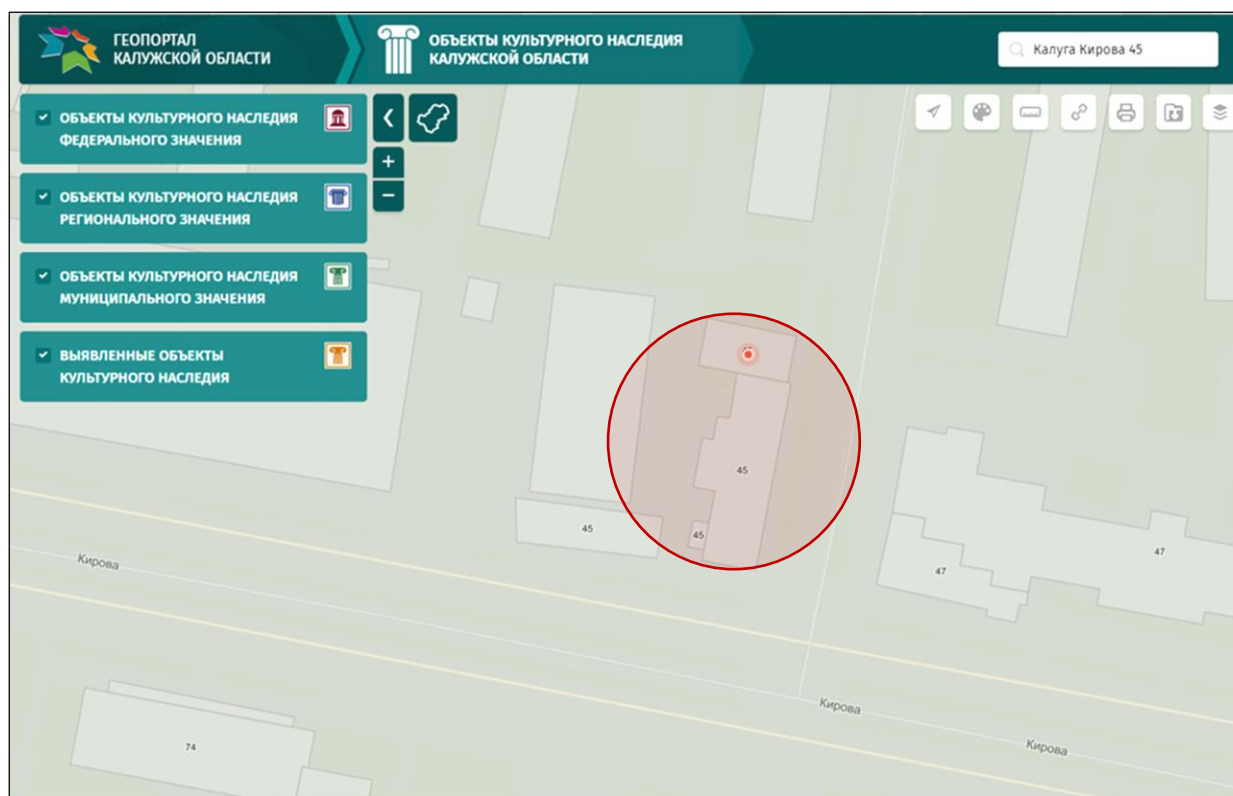 ГЕОПОРТАЛ
КАЛУЖСКОЙ ОБЛАСТИ
ОБЪЕКТЫ КУЛЬТУРНОГО НАСЛЕДИЯ
КАЛУЖСКОЙ ОБЛАСТИ
Калуга Кирова 45
ОБЪЕКТЫ КУЛЬТУРНОГО НАСЛЕДИЯ
ФЕДЕРАЛЬНОГО ЗНАЧЕНИЯ
ОБЪЕКТЫ КУЛЬТУРНОГО НАСЛЕДИЯ
РЕГИОНАЛЬНОГО ЗНАЧЕНИЯ
ОБЪЕКТЫ КУЛЬТУРНОГО НАСЛЕДИЯ
МУНИЦИПАЛЬНОГО ЗНАЧЕНИЯ
ВЫЯВЛЕННЫЕ ОБЪЕКТЫ
КУЛЬТУРНОГО НАСЛЕДИЯ
45
45
45
47
47
Кирова
Кирова
Кирова
74